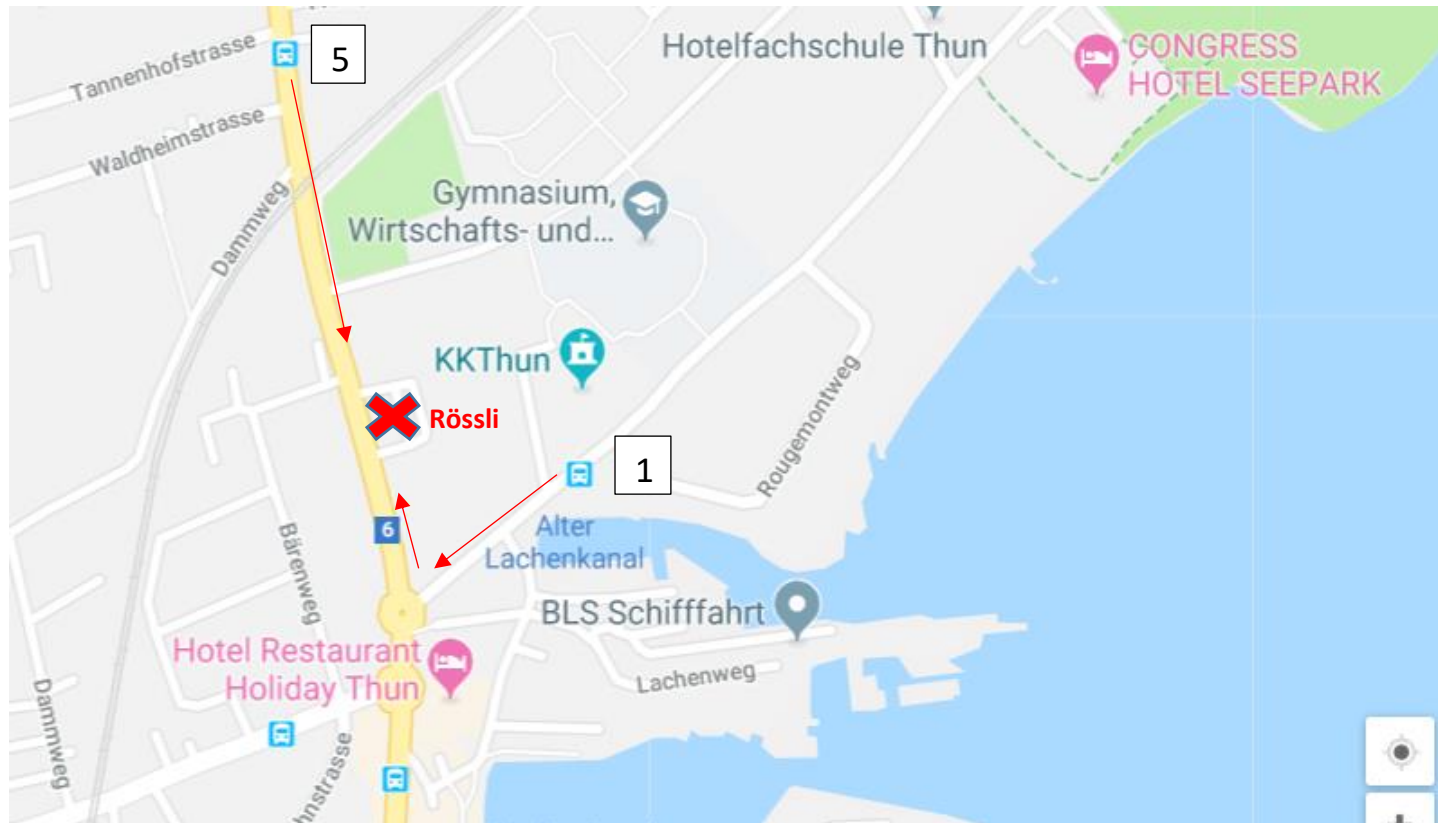 Tannenhofstrasse
5
Hotelfachschule Thun
CONGRESS
HOTEL SEEPARK
Waldheimstrasse
Dammweg
Gymnasium,
Wirtschafts- und...
KKThun
Rössli
Rougemontweg
1
6
Alter
Lachenkanal
Bärenweg
BLS Schifffahrt
Hotel Restaurant
Holiday Thun
Lachenweg
Dammweg
hnstrasse